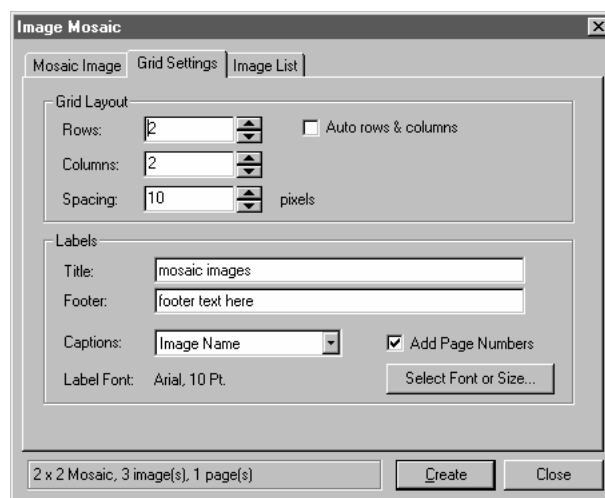 Image Mosaic
Mosaic Image Grid Settings Image List
Grid Layout
Rows: 2 Auto rows & columns
Columns: 2
Spacing: 10 pixels
Labels
Title: mosaic images
Footer: footer text here
Captions: Image Name Add Page Numbers
Label Font: Arial, 10 Pt. Select Font or Size...
2 x 2 Mosaic, 3 image(s), 1 page(s) Create Close